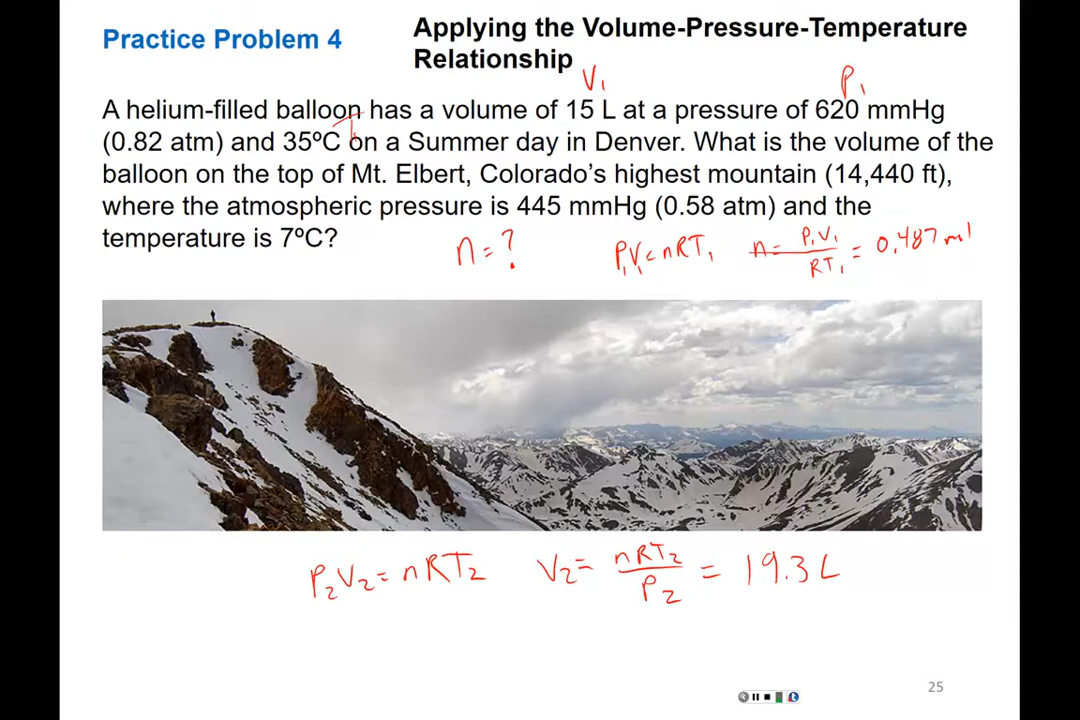 Practice Problem 4
Applying the Volume-Pressure-Temperature
Relationship
V₁
P₁
A helium-filled balloon has a volume of 15 L at a pressure of 620 mmHg
T₁
(0.82 atm) and 35ºC on a Summer day in Denver. What is the volume of the
balloon on the top of Mt. Elbert, Colorado’s highest mountain (14,440 ft),
where the atmospheric pressure is 445 mmHg (0.58 atm) and the
temperature is 7ºC?
n = ?
P₁V₁ = nRT₁
n = P₁V₁ / RT₁ = 0.487 mol
P₂V₂ = nRT₂
V₂ = nRT₂ / P₂ = 19.3 L
25